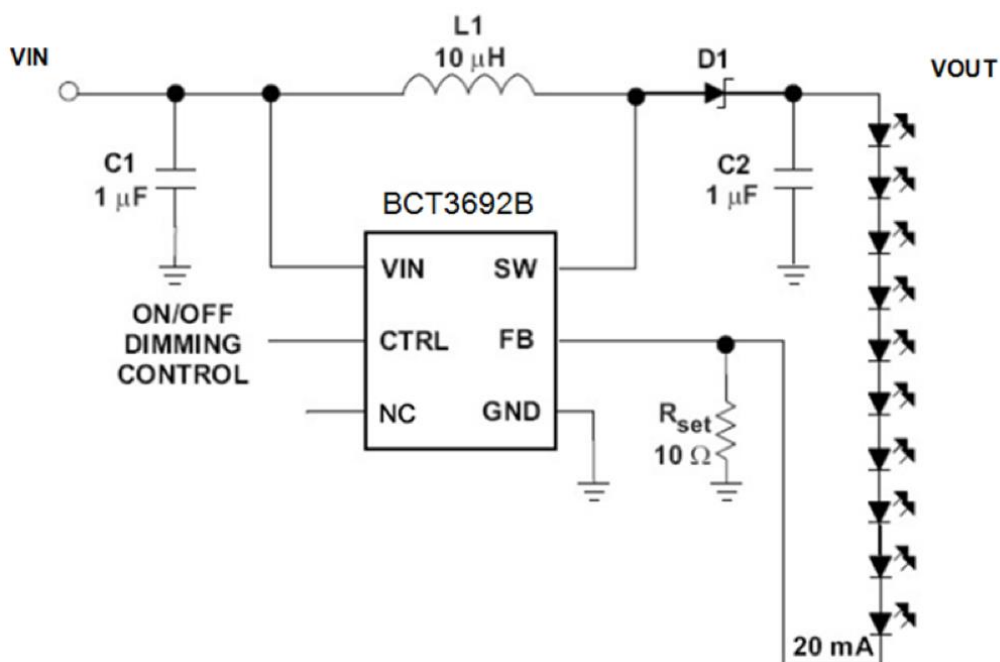 VIN
L1
10 μH
D1
VOUT
C1
1 μF
C2
1 μF
BCT3692B
VIN
SW
ON/OFF
DIMMING
CONTROL
CTRL
FB
NC
GND
Rset
10 Ω
20 mA